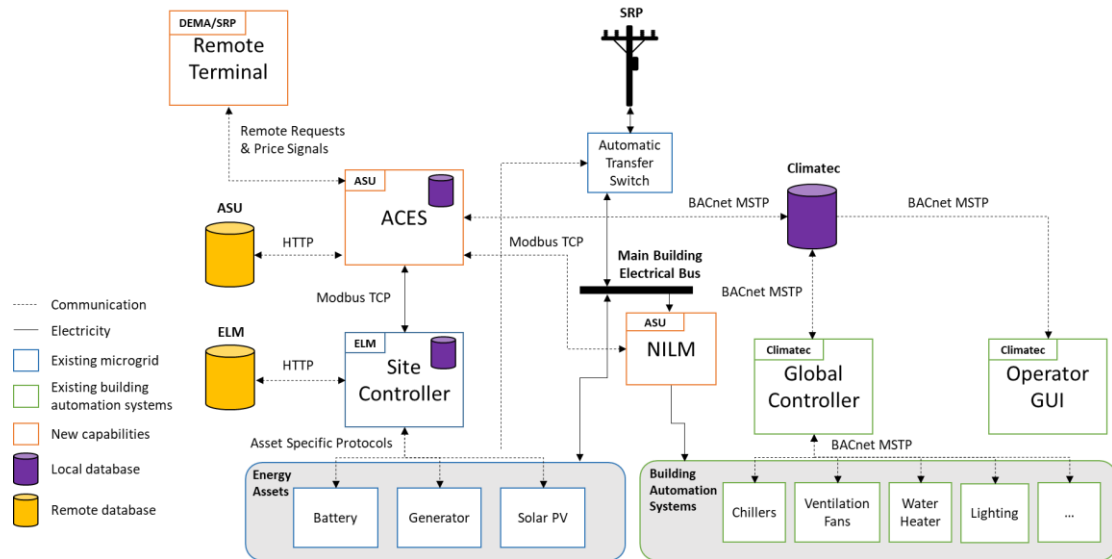 DEMA/SRP
Remote
Terminal
SRP
Remote Requests
& Price Signals
Automatic
Transfer
Switch
Climatec
ASU
ACES
BACnet MSTP
BACnet MSTP
ASU
HTTP
Modbus TCP
Main Building
Electrical Bus
Modbus TCP
BACnet MSTP
Communication
Electricity
Existing microgrid
Existing building
automation systems
New capabilities
Local database
Remote database
ELM
HTTP
ELM
Site
Controller
ASU
NILM
Climatec
Global
Controller
Climatec
Operator
GUI
Asset Specific Protocols
BACnet MSTP
Energy
Assets
Battery
Generator
Solar PV
Building
Automation
Systems
Chillers
Ventilation
Fans
Water
Heater
Lighting
...